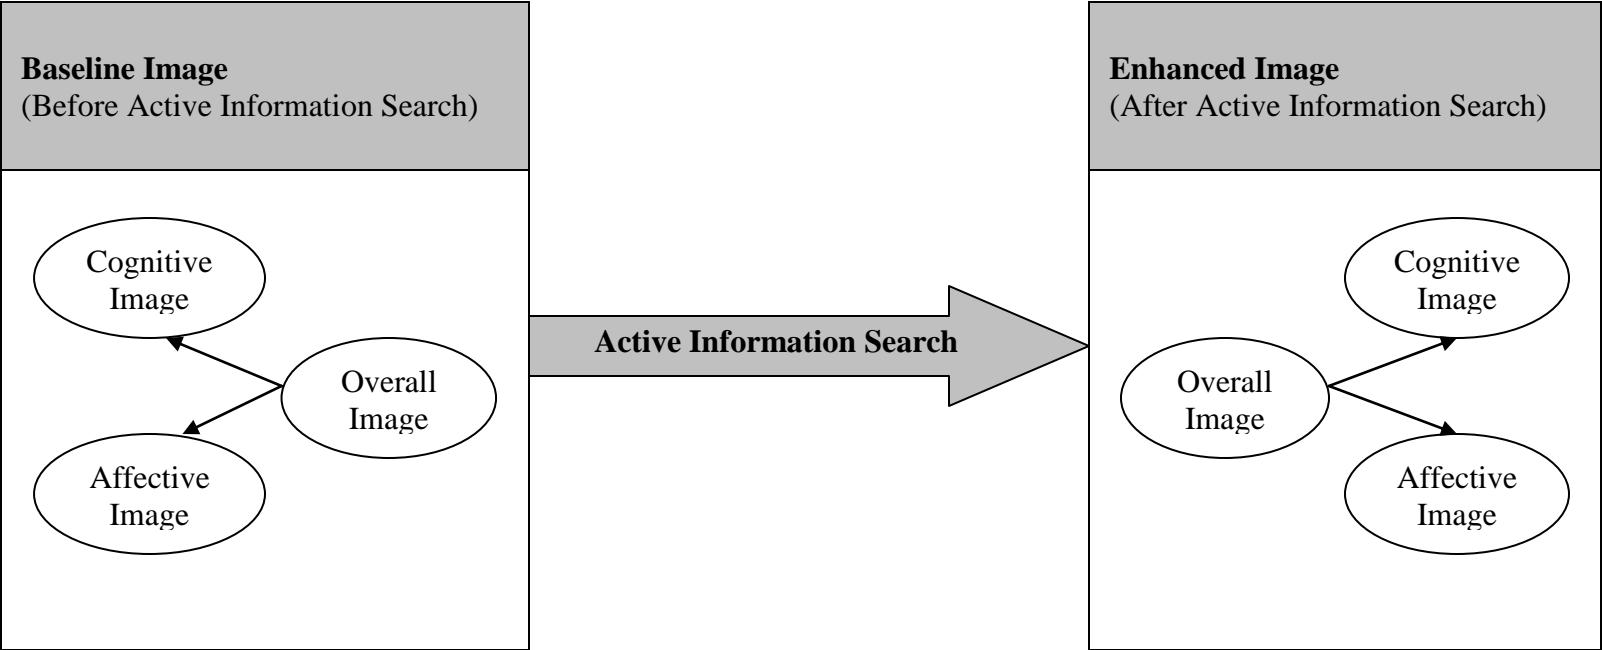 Baseline Image
(Before Active Information Search)
Cognitive
Image
Overall
Image
Affective
Image
Active Information Search
Enhanced Image
(After Active Information Search)
Cognitive
Image
Overall
Image
Affective
Image